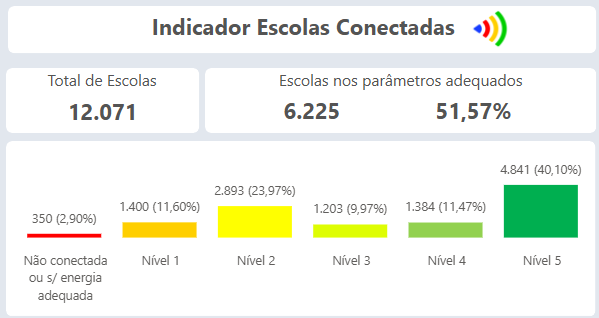 Indicador Escolas Conectadas
Total de Escolas
12.071
Escolas nos parâmetros adequados
6.225 51,57%
350 (2,90%)
1.400 (11,60%)
2.893 (23,97%)
1.203 (9,97%)
1.384 (11,47%)
4.841 (40,10%)
Não conectada
ou s/ energia
adequada
Nível 1
Nível 2
Nível 3
Nível 4
Nível 5